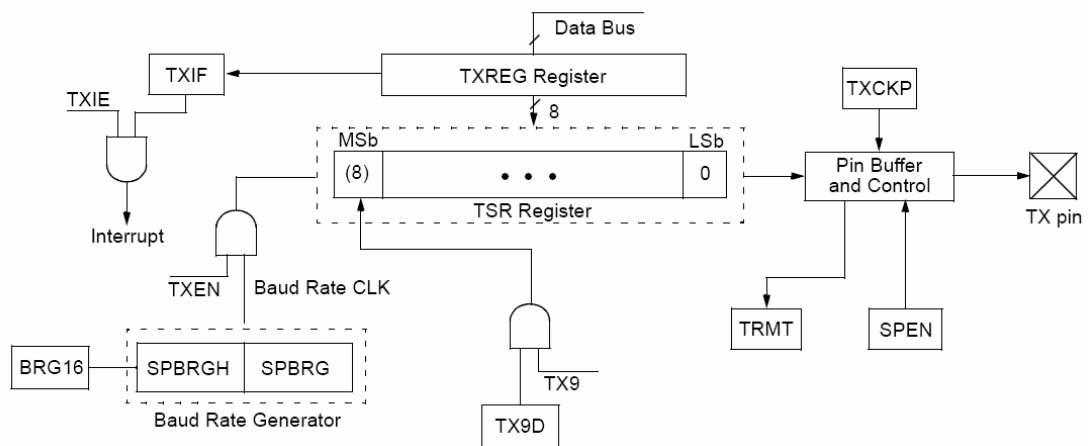 Data Bus
TXIF
TXREG Register
TXIE
8
TXCKP
MSb
LSb
(8)
• • •
0
Pin Buffer
and Control
TSR Register
Interrupt
TX pin
TXEN
Baud Rate CLK
TRMT
SPEN
BRG16
SPBRGH
SPBRG
TX9
Baud Rate Generator
TX9D